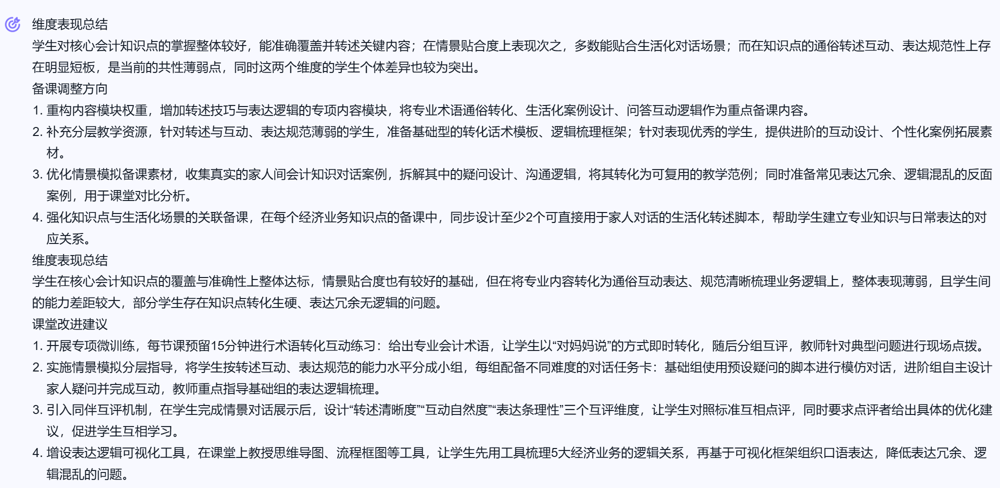 维度表现总结
学生对核心会计知识点的掌握整体较好，能准确覆盖并转述关键内容；在情景贴合度上表现次之，多数能贴合生活化对话场景；而在知识点的通俗转述互动、表达规范性上存
在明显短板，是当前的共性薄弱点，同时这两个维度的学生个体差异也较为突出。
备课调整方向
1. 重构内容模块权重，增加转述技巧与表达逻辑的专项内容模块，将专业术语通俗转化、生活化案例设计、问答互动逻辑作为重点备课内容。
2. 补充分层教学资源，针对转述与互动、表达规范薄弱的学生，准备基础型的转化话术模板、逻辑梳理框架；针对表现优秀的学生，提供进阶的互动设计、个性化案例拓展素
材。
3. 优化情景模拟备课素材，收集真实的家人间会计知识对话案例，拆解其中的疑问设计、沟通逻辑，将其转化为可复用的教学范例；同时准备常见表达冗余、逻辑混乱的反面
案例，用于课堂对比分析。
4. 强化知识点与生活化场景的关联备课，在每个经济业务知识点的备课中，同步设计至少2个可直接用于家人对话的生活化转述脚本，帮助学生建立专业知识与日常表达的对
应关系。
维度表现总结
学生在核心会计知识点的覆盖与准确性上整体达标，情景贴合度也有较好的基础，但在将专业内容转化为通俗互动表达、规范清晰梳理业务逻辑上，整体表现薄弱，且学生间
的能力差距较大，部分学生存在知识点转化生硬、表达冗余无逻辑的问题。
课堂改进建议
1. 开展专项微训练，每节课预留15分钟进行术语转化互动练习：给出专业会计术语，让学生以“对妈妈说”的方式即时转化，随后分组互评，教师针对典型问题进行现场点拨。
2. 实施情景模拟分层指导，将学生按转述互动、表达规范的能力水平分成小组，每组配备不同难度的对话任务卡：基础组使用预设疑问的脚本进行模仿对话，进阶组自主设计
家人疑问并完成互动，教师重点指导基础组的表达逻辑梳理。
3. 引入同伴互评机制，在学生完成情景对话展示后，设计“转述清晰度”“互动自然度”“表达条理性”三个互评维度，让学生对照标准互相点评，同时要求点评者给出具体的优化建
议，促进学生互相学习。
4. 增设表达逻辑可视化工具，在课堂上教授思维导图、流程框图等工具，让学生先用工具梳理5大经济业务的逻辑关系，再基于可视化框架组织口语表达，降低表达冗余、逻
辑混乱的问题。